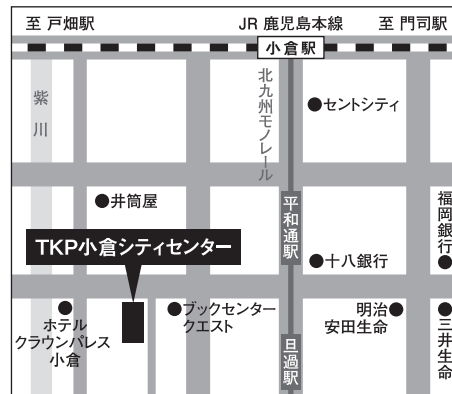 至 戸畑駅
JR 鹿児島本線
至 門司駅
小倉駅
紫川
北九州モノレール
セントシティ
井筒屋
平和通駅
福岡銀行
TKP小倉シティセンター
十八銀行
ホテル
クラウンパレス
小倉
ブックセンター
クエスト
明治
安田生命
三井生命
旦過駅